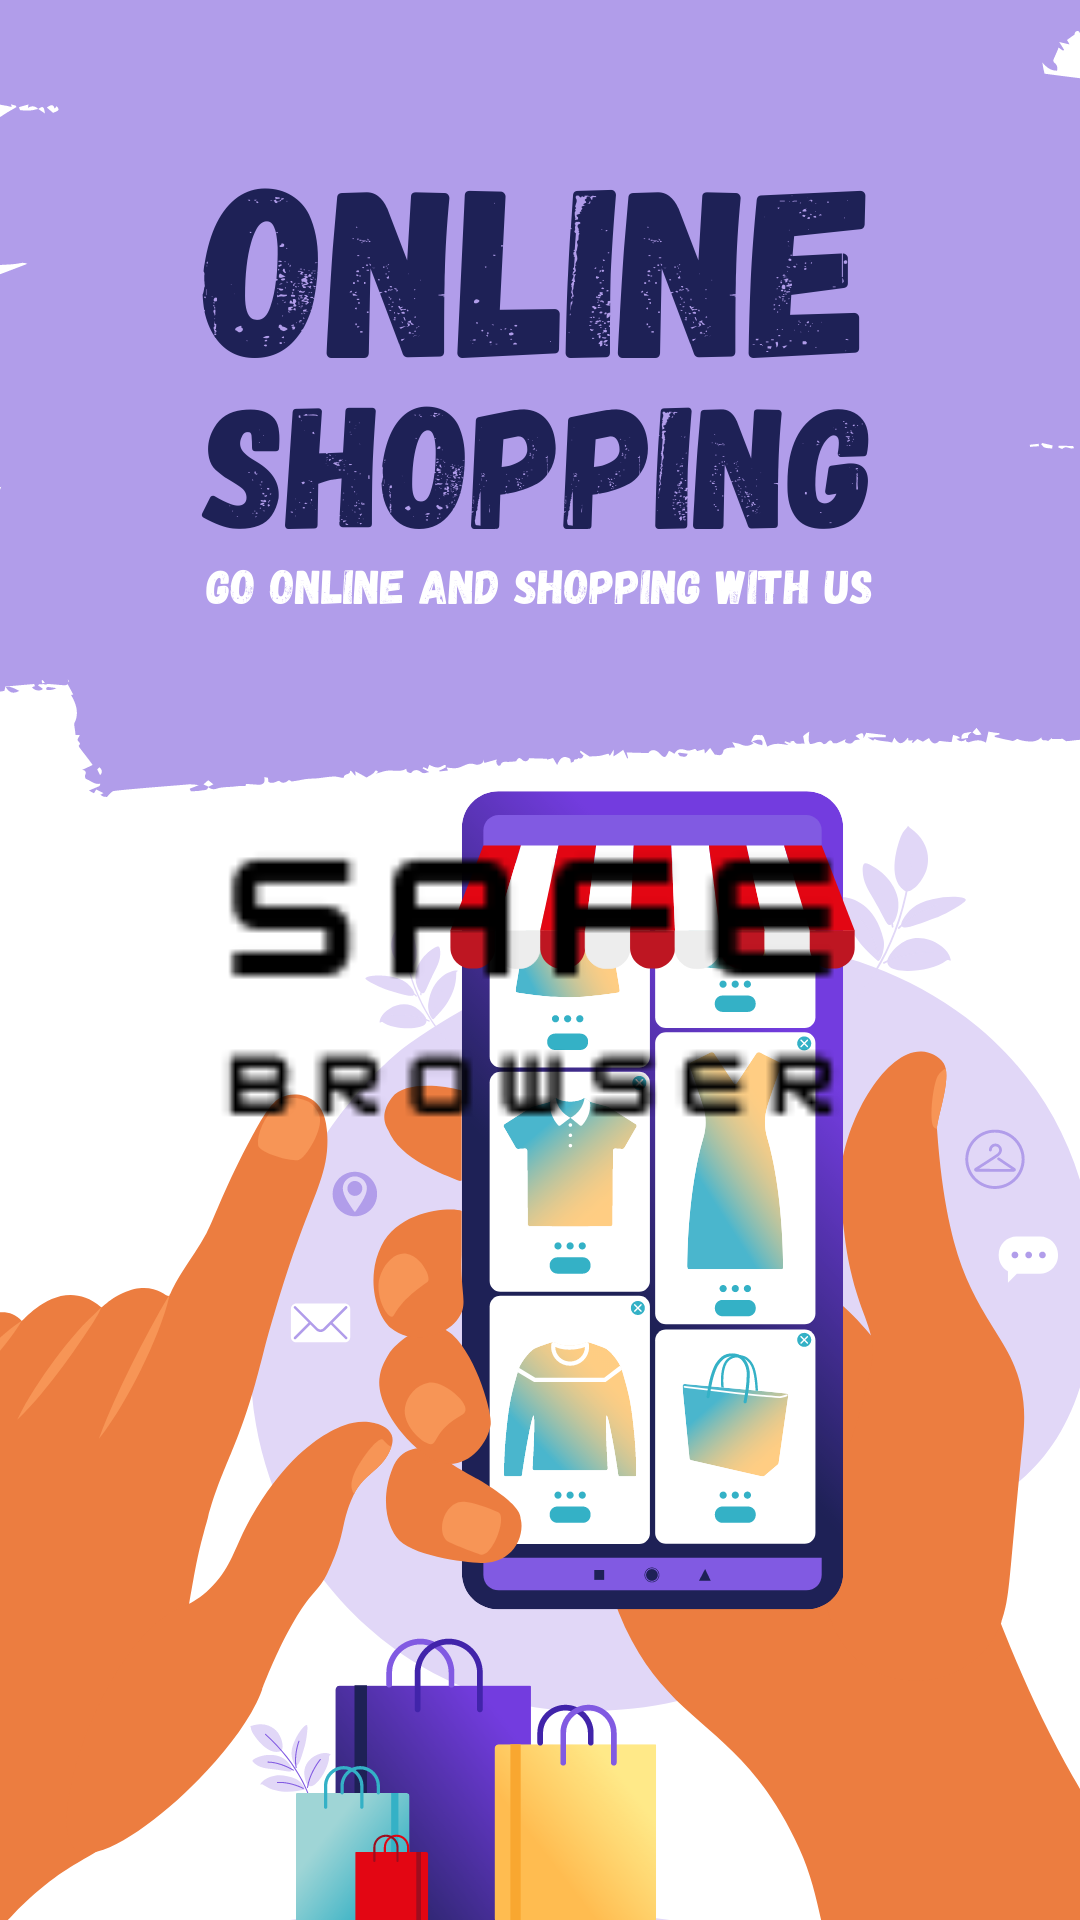 ONLINE
SHOPPING
GO ONLINE AND SHOPPING WITH US
SAFE
BROWSER